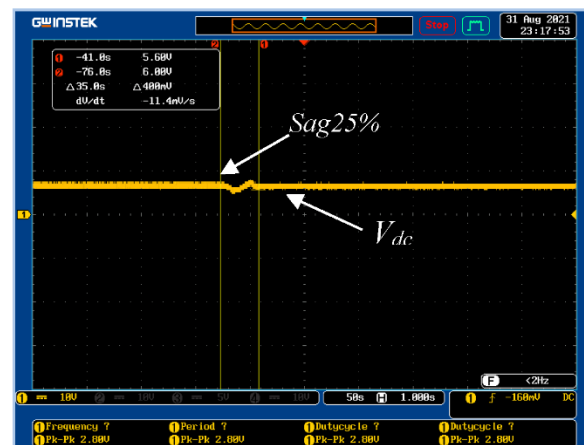 GWINSTEK
Stop
31 Aug 2021
23:17:53
2 1
1 -41.0s 5.60V
2 -76.0s 6.00V
△35.0s △400mV
dV/dt -11.4mV/s
Sag25%
1
Vdc
F <2Hz
1 10V 2 10V 3 5V 4 10V 50s H 1.000s 1 -160mV DC
1 Frequency ? 1 Period ? 1 Dutycycle ? 1 Dutycycle ?
1 Pk-Pk 2.80V 1 Pk-Pk 2.80V 1 Pk-Pk 2.80V 1 Pk-Pk 2.80V